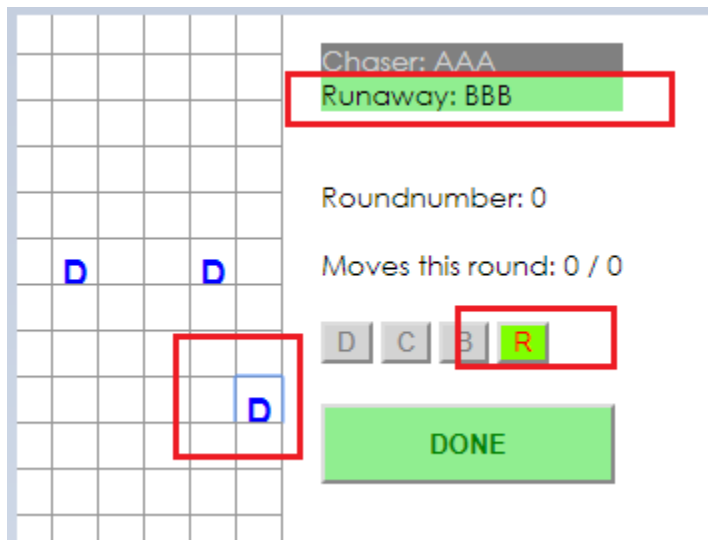 Chaser: AAA
Runaway: BBB
Roundnumber: 0
D D Moves this round: 0 / 0
D C B R
D
DONE